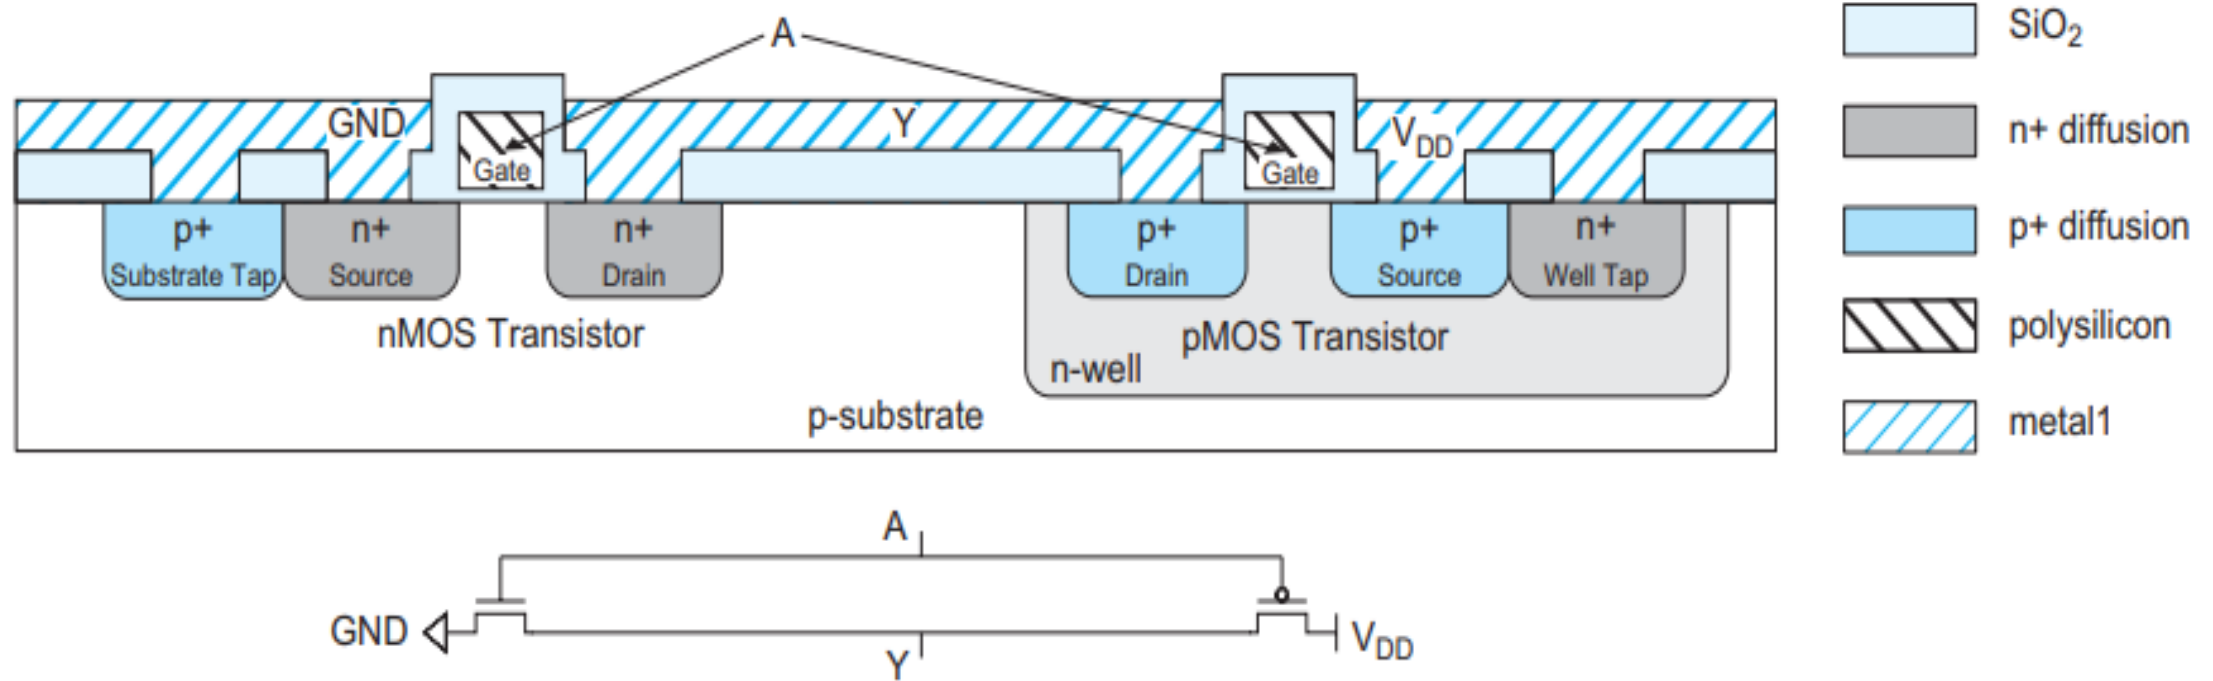 A
SiO2
GND
Y
VDD
n+ diffusion
Gate
Gate
p+
n+
n+
p+
p+
n+
p+ diffusion
Substrate Tap
Source
Drain
Drain
Source
Well Tap
nMOS Transistor
pMOS Transistor
polysilicon
n-well
p-substrate
metal1
A
GND
VDD
Y